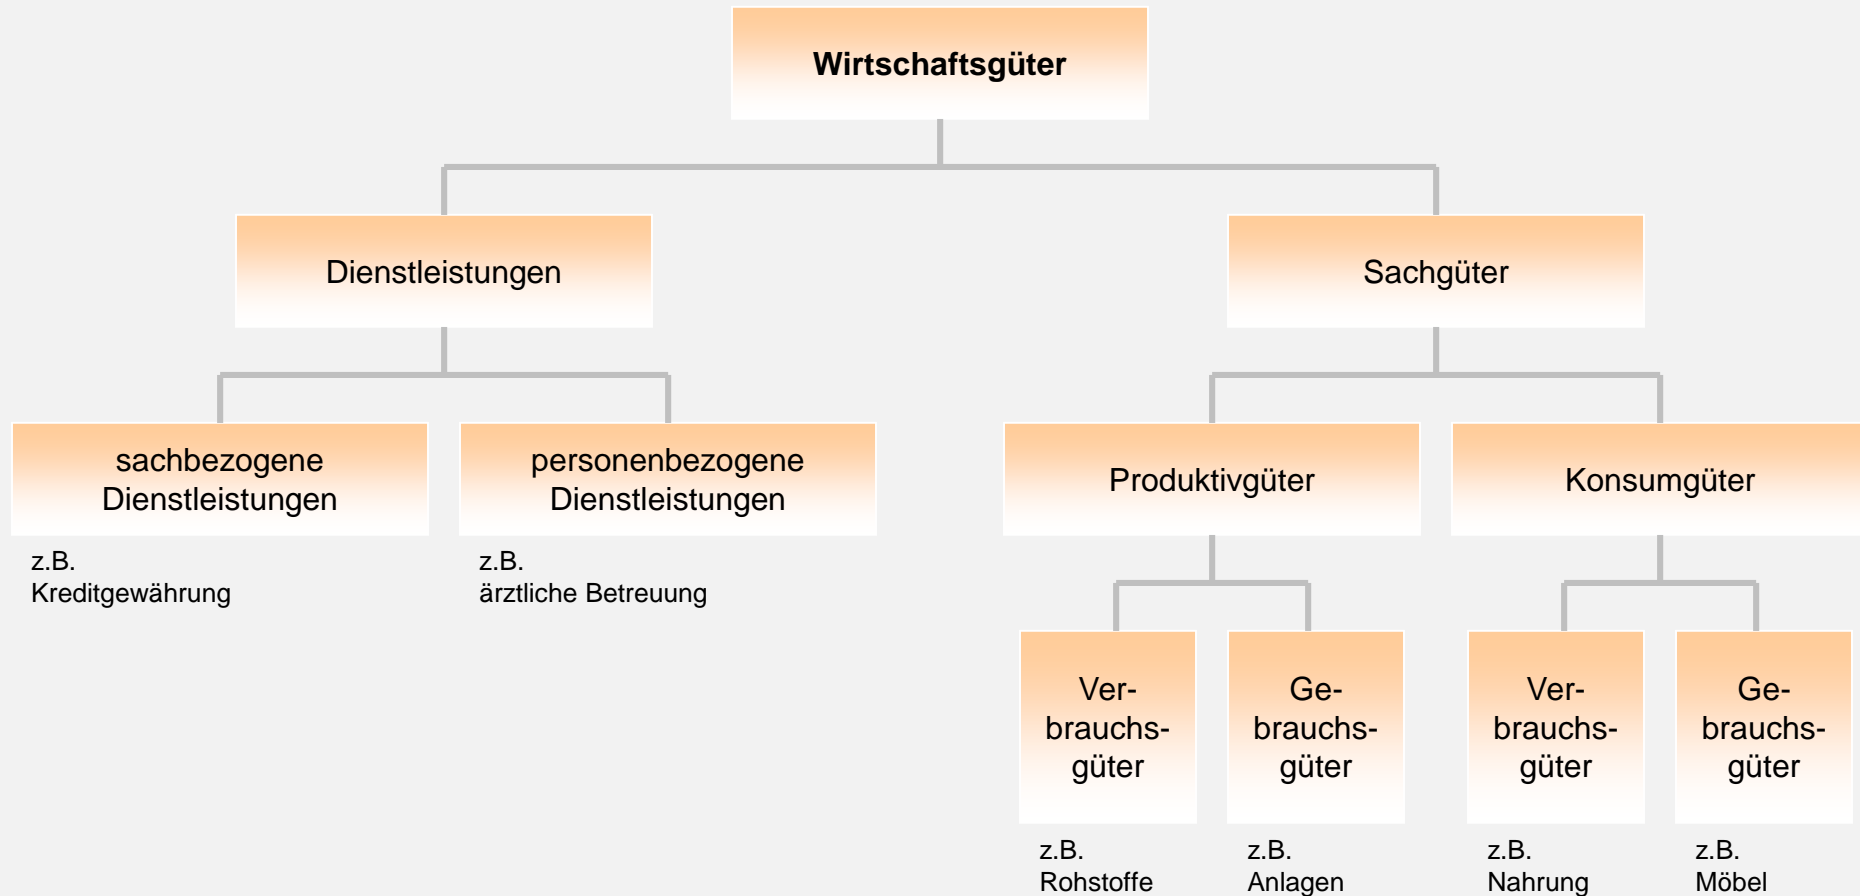 Wirtschaftsgüter
Dienstleistungen
Sachgüter
sachbezogene
Dienstleistungen
personenbezogene
Dienstleistungen
Produktivgüter
Konsumgüter
z.B.
Kreditgewährung
z.B.
ärztliche Betreuung
Ver-
brauchs-
güter
Ge-
brauchs-
güter
Ver-
brauchs-
güter
Ge-
brauchs-
güter
z.B.
Rohstoffe
z.B.
Anlagen
z.B.
Nahrung
z.B.
Möbel